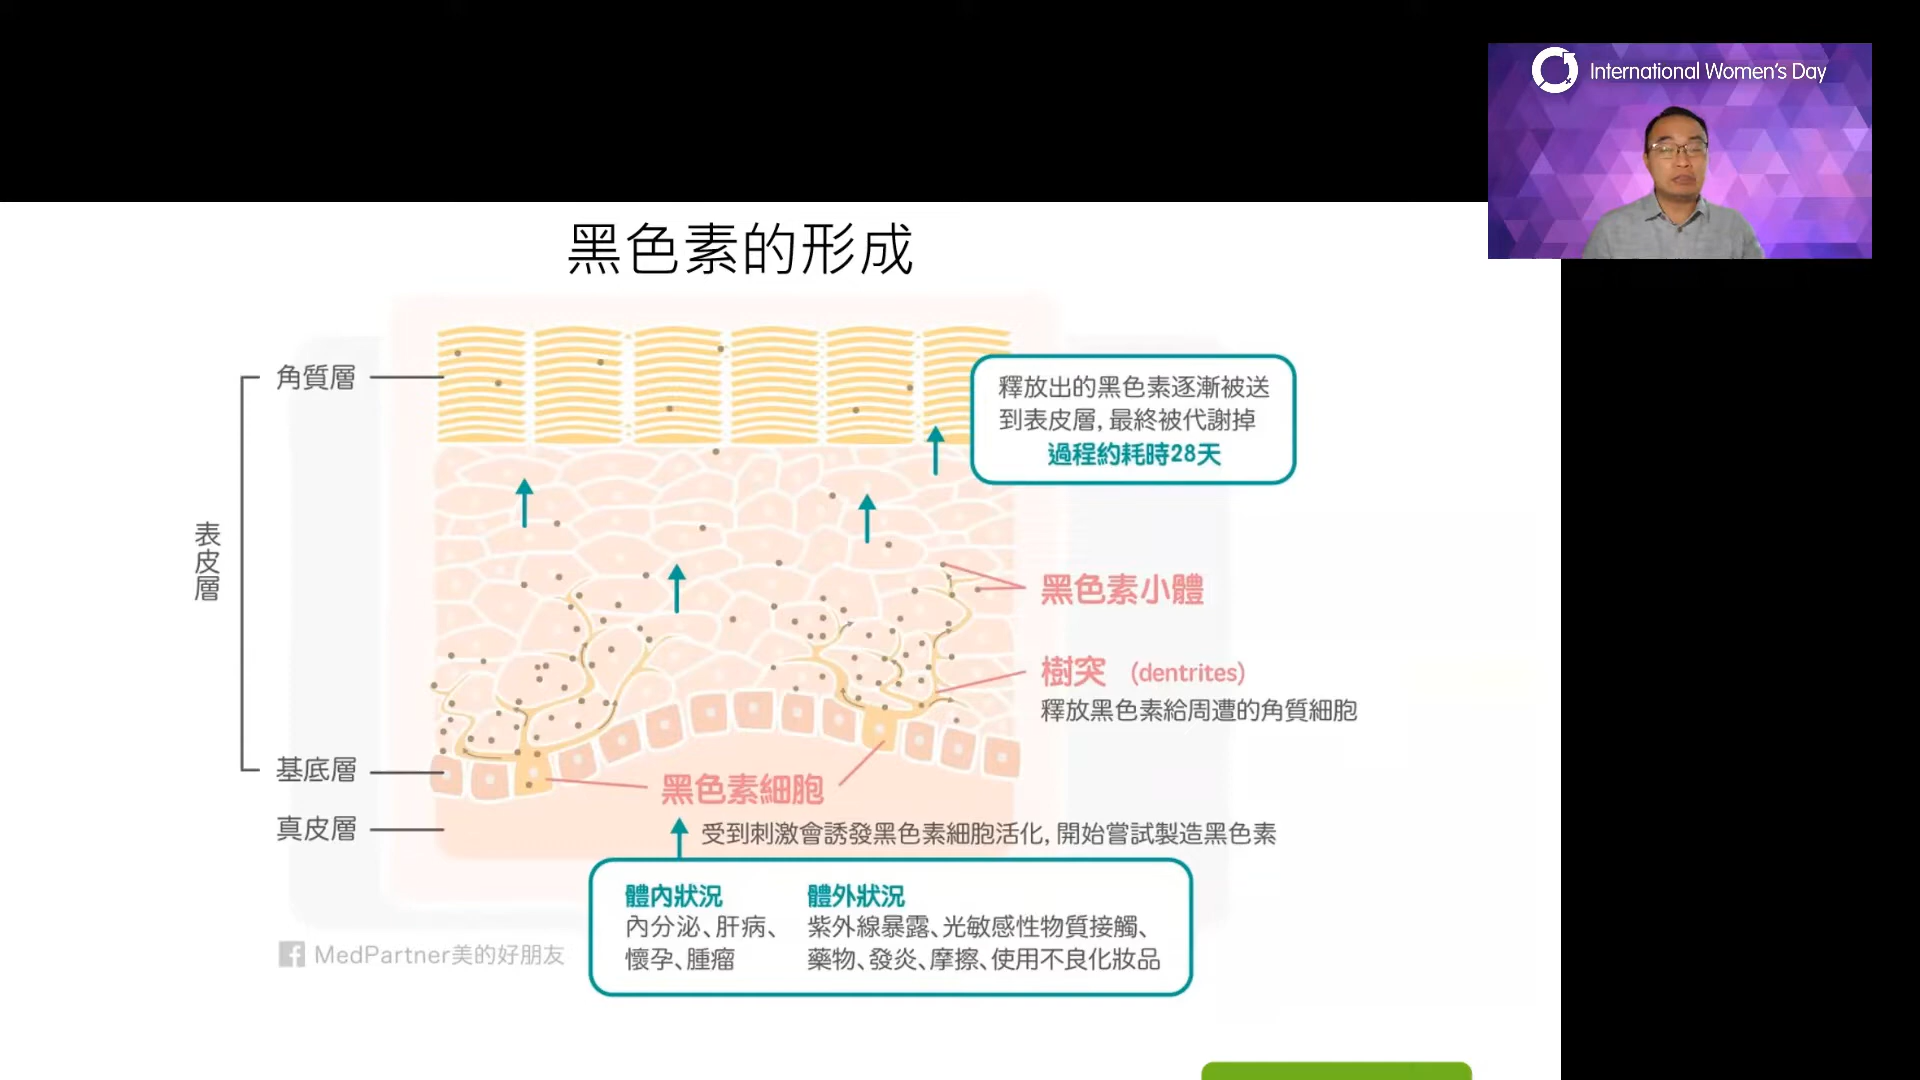 International Women's Day
黑色素的形成
角質層
釋放出的黑色素逐漸被送
到表皮層,最終被代謝掉
過程約耗時28天
表皮層
黑色素小體
樹突 (dentrites)
釋放黑色素給周遭的角質細胞
基底層
黑色素細胞
真皮層
受到刺激會誘發黑色素細胞活化,開始嘗試製造黑色素
體內狀況
內分泌、肝病、
懷孕、腫瘤
體外狀況
紫外線暴露、光敏感性物質接觸、
藥物、發炎、摩擦、使用不良化妝品
MedPartner美的好朋友